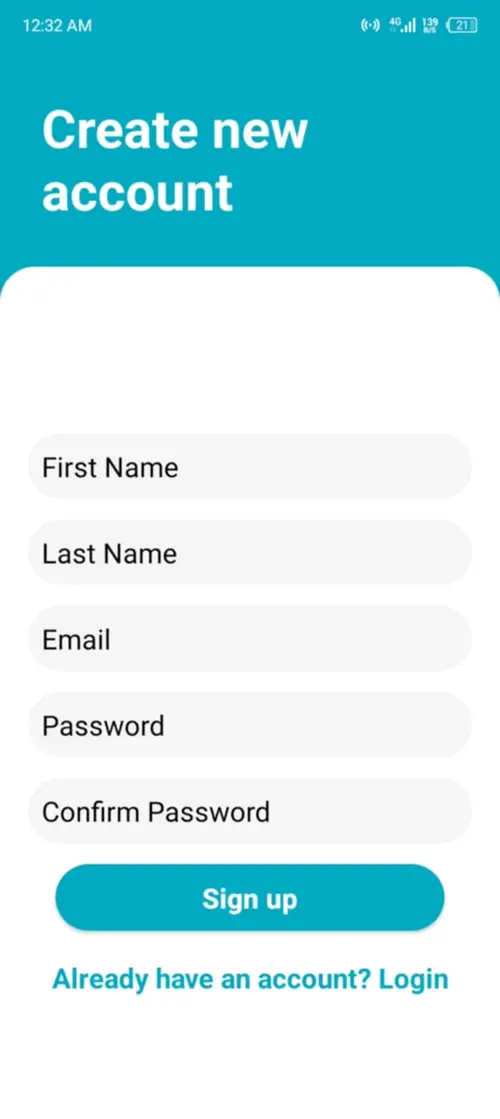 12:32 AM 4G 139 B/S 21
Create new
account
First Name
Last Name
Email
Password
Confirm Password
Sign up
Already have an account? Login